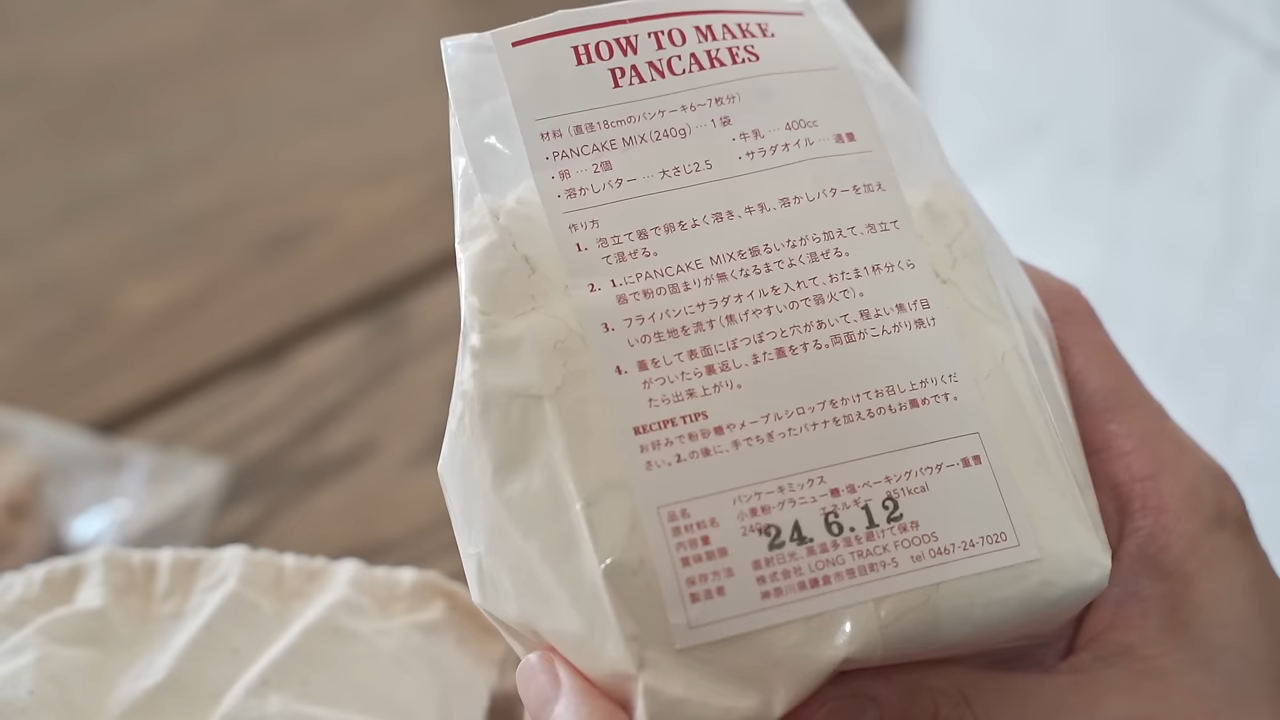 HOW TO MAKE
PANCAKES
材料（直径18cmのパンケーキ6〜7枚分）
・PANCAKE MIX（240g）… 1袋
・牛乳 … 400cc
・卵 … 2個
・サラダオイル … 適量
・溶かしバター … 大さじ2.5
作り方
1. 泡立て器で卵をよく溶き、牛乳、溶かしバターを加え
て混ぜる。
2. 1.にPANCAKE MIXを振るいながら加えて、泡立て
器で粉の固まりが無くなるまでよく混ぜる。
3. フライパンにサラダオイルを入れて、おたま1杯分くら
いの生地を流す（焦げやすいので弱火で）。
4. 蓋をして表面にぽつぽつと穴があいて、程よい焦げ目
がついたら裏返し、また蓋をする。両面がこんがり焼け
たら出来上がり。
RECIPE TIPS
お好みで粉砂糖やメープルシロップをかけてお召し上がりくだ
さい。2.の後に、手でちぎったバナナを加えるのもお薦めです。
品名 パンケーキミックス
原材料名 小麦粉・グラニュー糖・塩・ベーキングパウダー・重曹
内容量 240g エネルギー 851kcal
賞味期限 24.6.12
保存方法 直射日光、高温多湿を避けて保存
製造者 株式会社 LONG TRACK FOODS
神奈川県鎌倉市笹目町9-5 tel 0467-24-7020